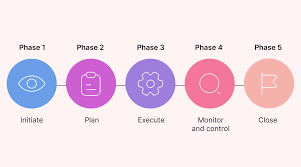 Phase 1
Phase 2
Phase 3
Phase 4
Phase 5
Initiate
Plan
Execute
Monitor
and control
Close